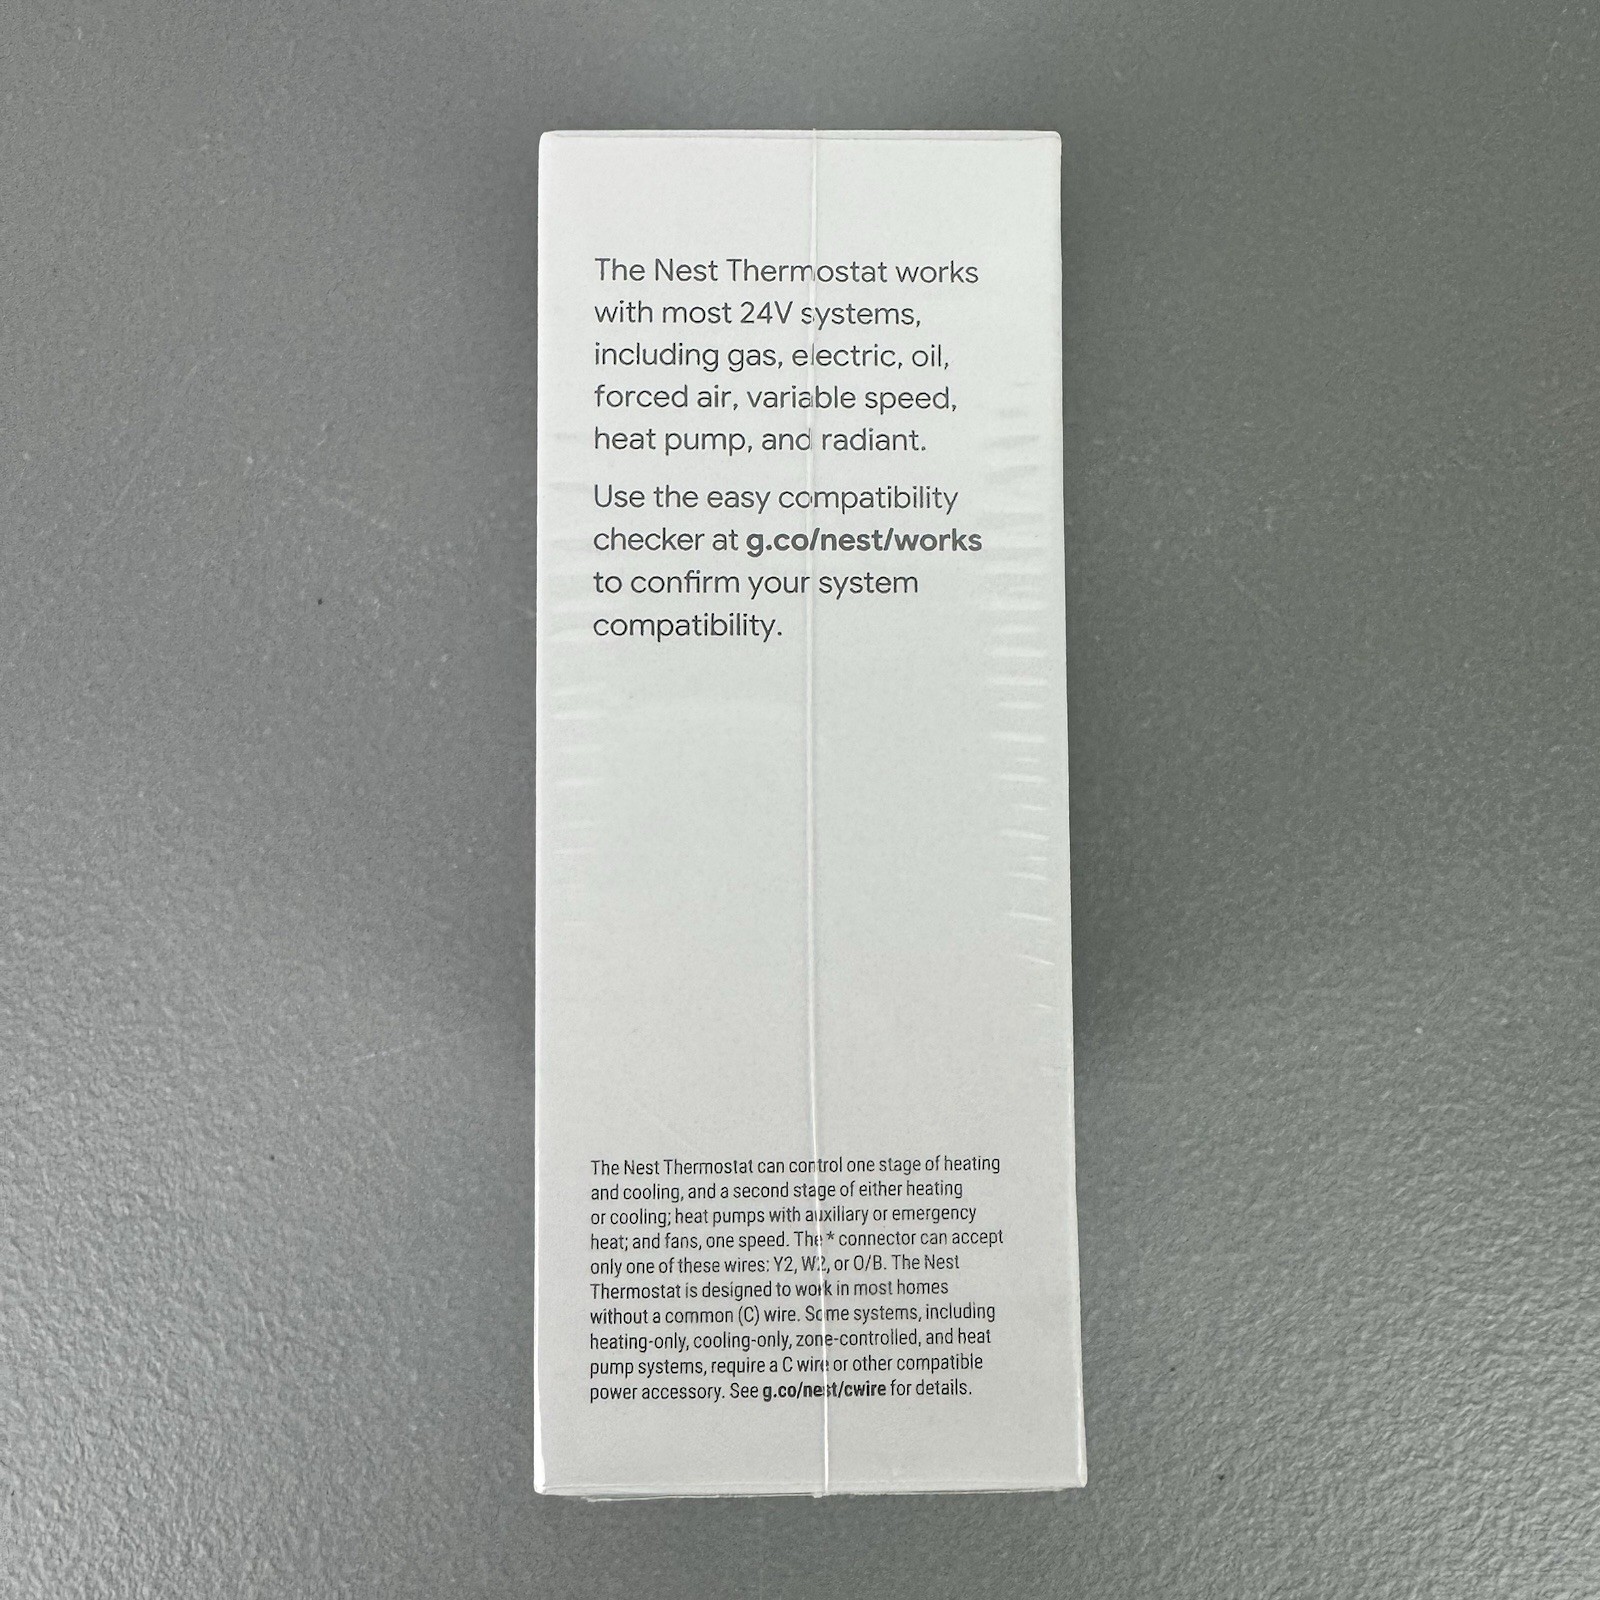 The Nest Thermostat works
with most 24V systems,
including gas, electric, oil,
forced air, variable speed,
heat pump, and radiant.
Use the easy compatibility
checker at g.co/nest/works
to confirm your system
compatibility.
The Nest Thermostat can control one stage of heating
and cooling, and a second stage of either heating
or cooling; heat pumps with auxiliary or emergency
heat; and fans, one speed. The * connector can accept
only one of these wires: Y2, W2, or O/B. The Nest
Thermostat is designed to work in most homes
without a common (C) wire. Some systems, including
heating-only, cooling-only, zone-controlled, and heat
pump systems, require a C wire or other compatible
power accessory. See g.co/nest/cwire for details.